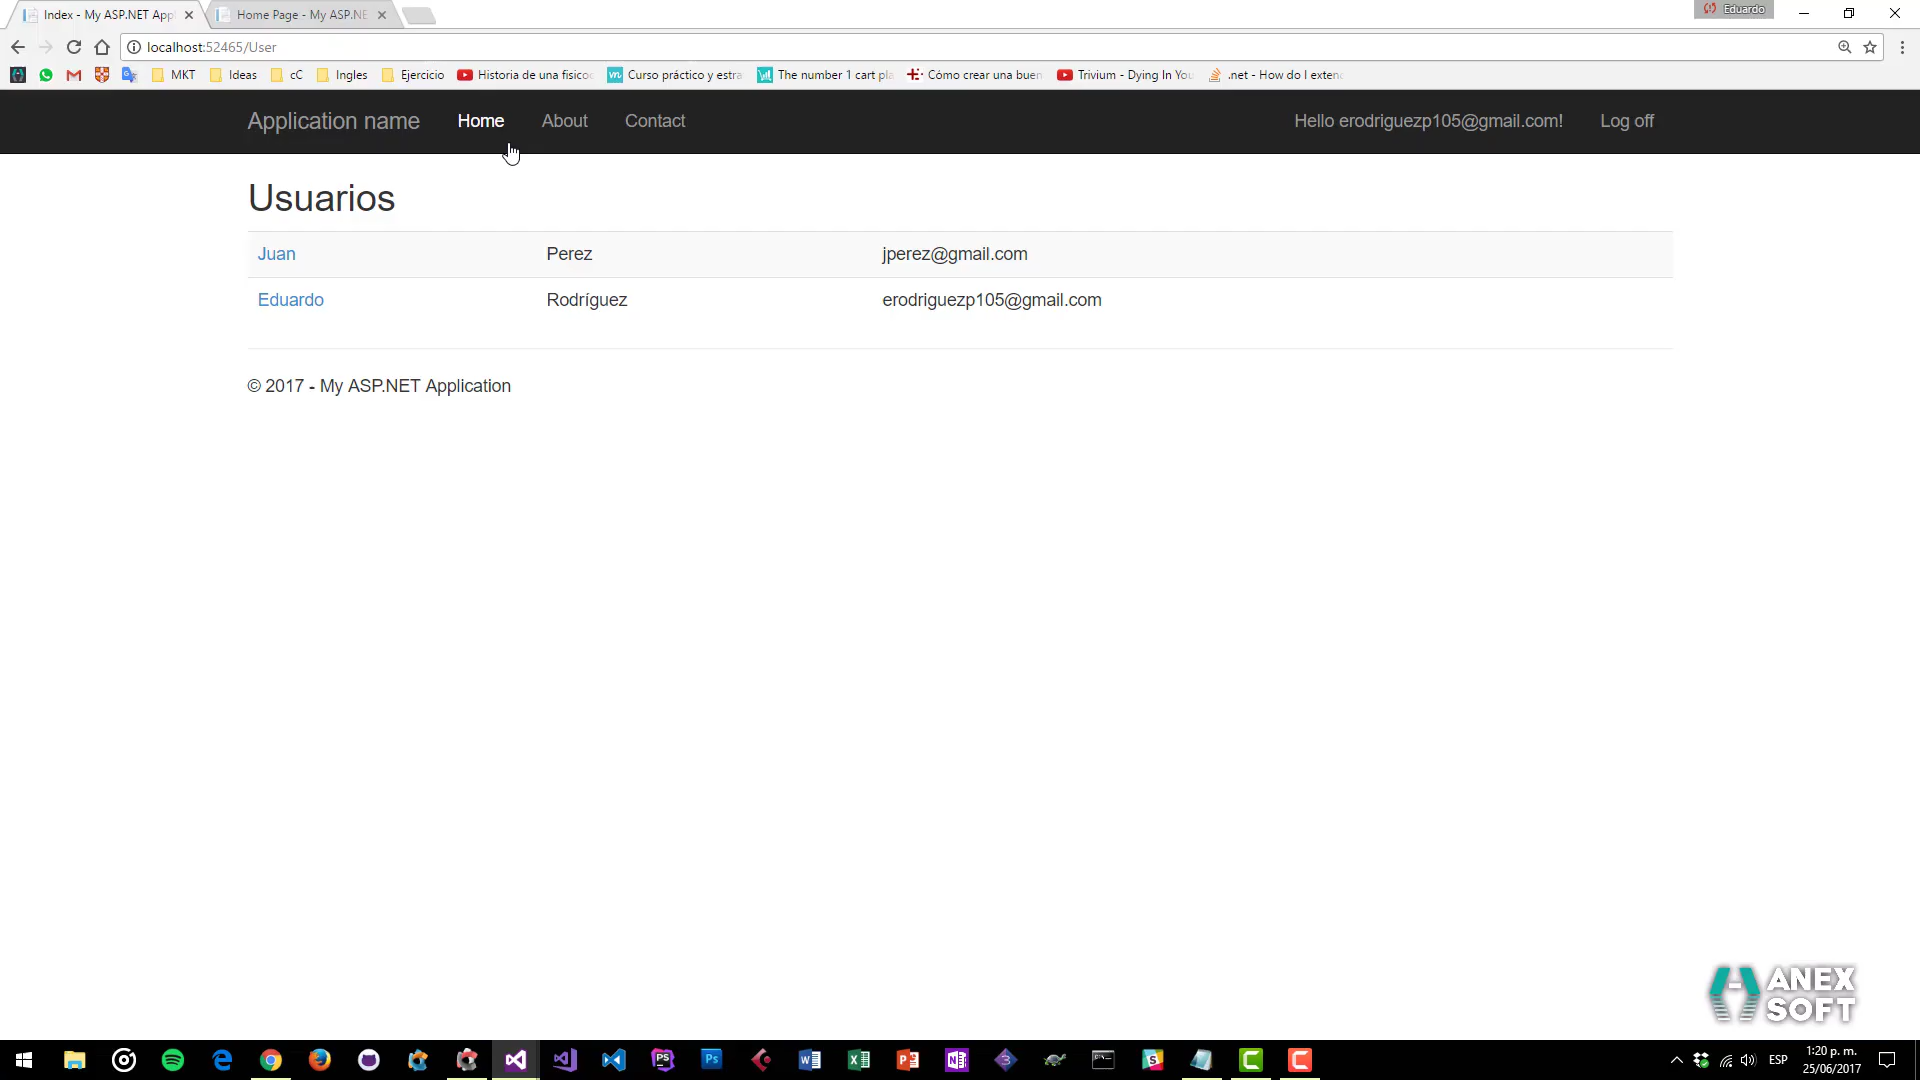 Index - My ASP.NET App
Home Page - My ASP.NE
Eduardo
localhost:52465/User
MKT
Ideas
cC
Ingles
Ejercicio
Historia de una fisico
Curso práctico y estra
The number 1 cart pla
Cómo crear una buen
Trivium - Dying In You
.net - How do I exten
Application name
Home
About
Contact
Hello erodriguezp105@gmail.com!
Log off
Usuarios
Juan Perez jperez@gmail.com
Eduardo Rodríguez erodriguezp105@gmail.com
© 2017 - My ASP.NET Application
ANEX
SOFT
ESP
1:20 p. m.
25/06/2017